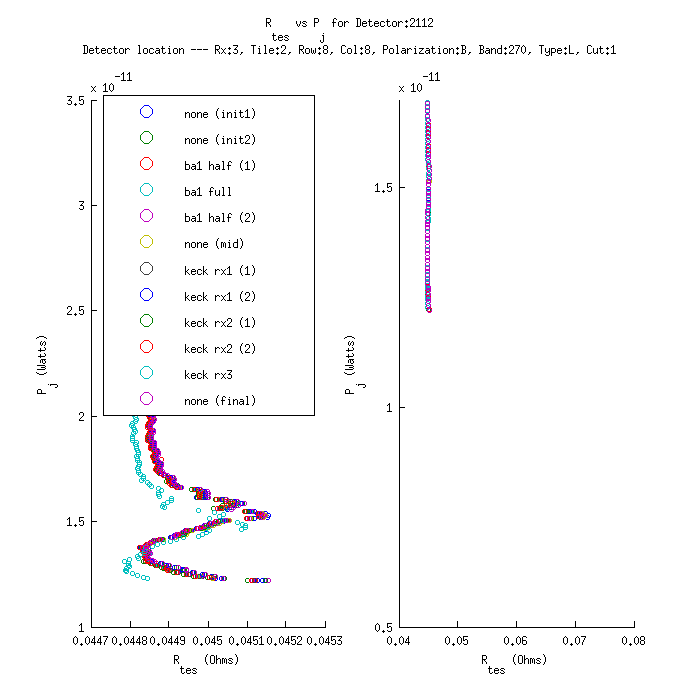 R    vs P  for Detector:2112
tes     j
Detector location --- Rx:3, Tile:2, Row:8, Col:8, Polarization:B, Band:270, Type:L, Cut:1
x 10^-11
x 10^-11
3.5
3
2.5
2
1.5
1
P_j (Watts)
none (init1)
none (init2)
ba1 half (1)
ba1 full
ba1 half (2)
none (mid)
keck rx1 (1)
keck rx1 (2)
keck rx2 (1)
keck rx2 (2)
keck rx3
none (final)
0.0447 0.0448 0.0449 0.045 0.0451 0.0452 0.0453
R_tes (Ohms)
1.5
1
0.5
P_j (Watts)
0.04 0.05 0.06 0.07 0.08
R_tes (Ohms)